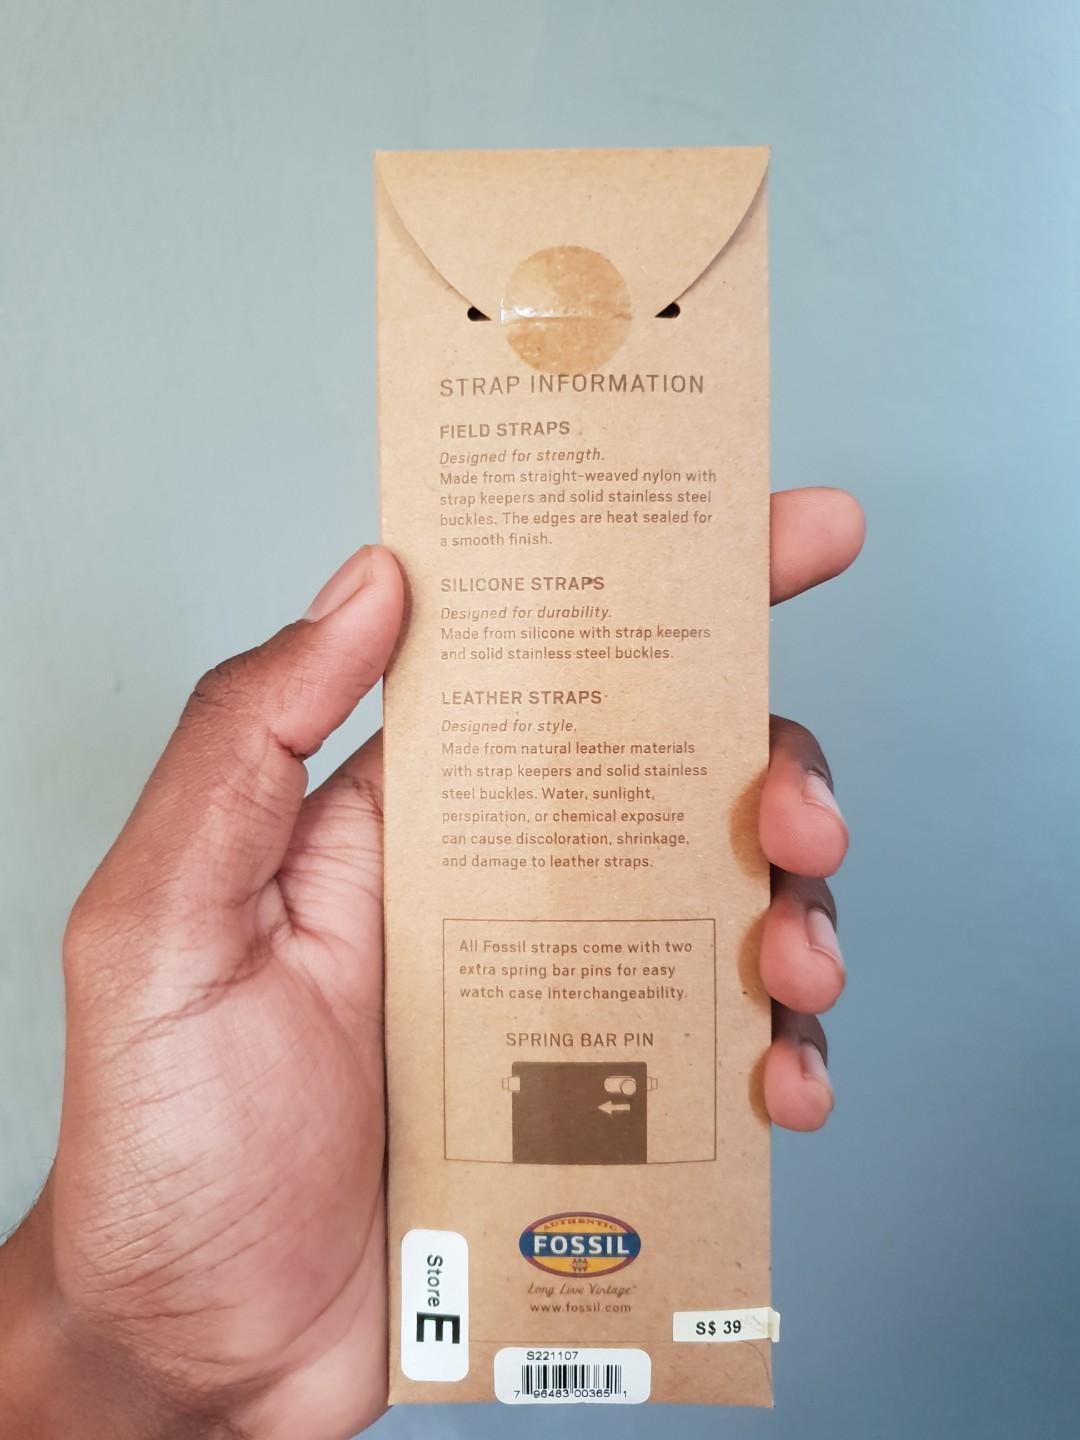 STRAP INFORMATION
FIELD STRAPS
Designed for strength.
Made from straight-weaved nylon with
strap keepers and solid stainless steel
buckles. The edges are heat sealed for
a smooth finish.
SILICONE STRAPS
Designed for durability.
Made from silicone with strap keepers
and solid stainless steel buckles.
LEATHER STRAPS
Designed for style.
Made from natural leather materials
with strap keepers and solid stainless
steel buckles. Water, sunlight,
perspiration, or chemical exposure
can cause discoloration, shrinkage,
and damage to leather straps.
All Fossil straps come with two
extra spring bar pins for easy
watch case interchangeability.
SPRING BAR PIN
AUTHENTIC
FOSSIL
Long Live Vintage™
www.fossil.com
Store E
S$ 39
S221107
7 96483 00365 1